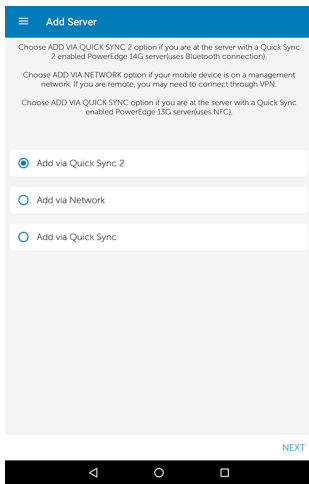 Add Server
Choose ADD VIA QUICK SYNC 2 option if you are at the server with a Quick Sync
2 enabled PowerEdge 14G server(uses Bluetooth connection).
Choose ADD VIA NETWORK option if your mobile device is on a management
network. If you are remote, you may need to connect through VPN.
Choose ADD VIA QUICK SYNC option if you are at the server with a Quick Sync
enabled PowerEdge 13G server(uses NFC).
Add via Quick Sync 2
Add via Network
Add via Quick Sync
NEXT